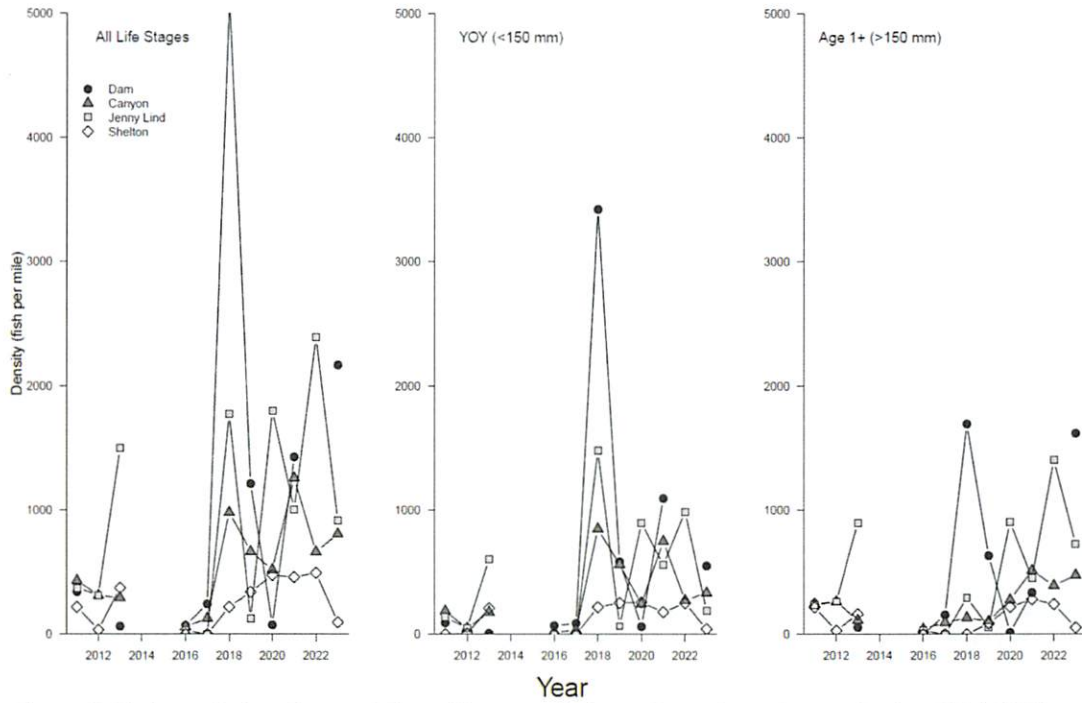 All Life Stages
Dam
Canyon
Jenny Lind
Shelton
YOY (<150 mm)
Age 1+ (>150 mm)
Density (fish per mile)
5000
4000
3000
2000
1000
0
2012 2014 2016 2018 2020 2022
5000
4000
3000
2000
1000
0
2012 2014 2016 2018 2020 2022
5000
4000
3000
2000
1000
0
2012 2014 2016 2018 2020 2022
Year